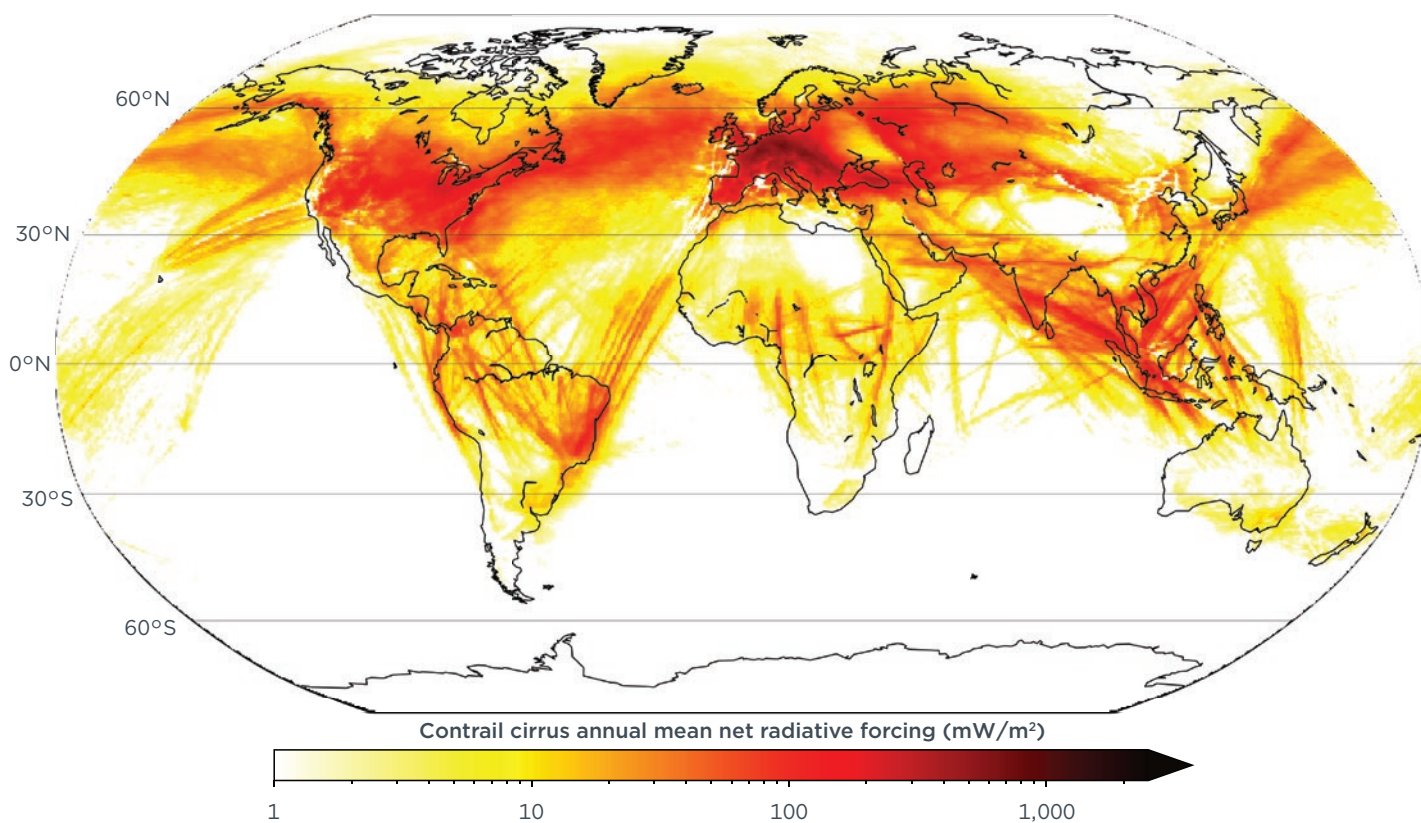 60°N
30°N
0°N
30°S
60°S
Contrail cirrus annual mean net radiative forcing (mW/m²)
1 10 100 1,000